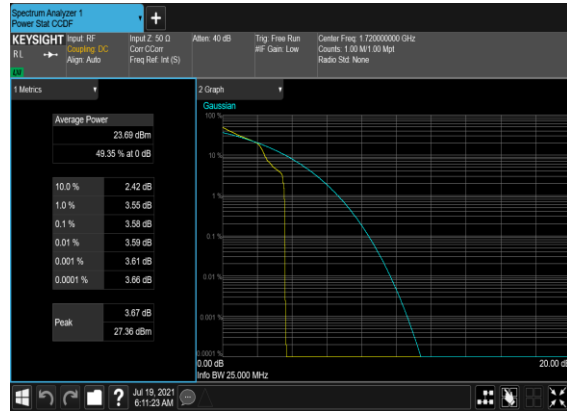 Spectrum Analyzer 1
Power Stat CCDF
+
KEYSIGHT
RL
Input: RF
Coupling: DC
Align: Auto
Input Z: 50 Ω
Corr CCorr
Freq Ref: Int (S)
Atten: 40 dB
Trig: Free Run
#IF Gain: Low
Center Freq: 1.720000000 GHz
Counts: 1.00 M/1.00 Mpt
Radio Std: None
1 Metrics
Average Power
23.69 dBm
49.35 % at 0 dB
10.0 % 2.42 dB
1.0 % 3.55 dB
0.1 % 3.58 dB
0.01 % 3.59 dB
0.001 % 3.61 dB
0.0001 % 3.66 dB
Peak
3.67 dB
27.36 dBm
2 Graph
Gaussian
100 %
10 %
1 %
0.1 %
0.01 %
0.001 %
0.0001 %
0.00 dB
20.00 dB
Info BW 25.000 MHz
?
Jul 19, 2021
6:11:23 AM